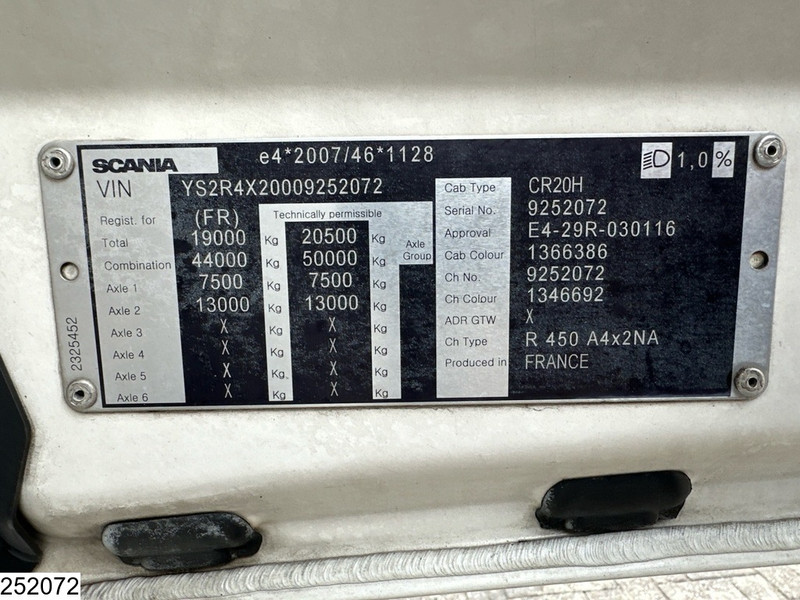 SCANIA e4*2007/46*1128 1,0%
VIN YS2R4X20009252072
Regist. for (FR) Technically permissible
Total 19000 Kg 20500 Kg Axle Group
Combination 44000 Kg 50000 Kg
Axle 1 7500 Kg 7500 Kg
Axle 2 13000 Kg 13000 Kg
Axle 3 X Kg X Kg
Axle 4 X Kg X Kg
Axle 5 X Kg X Kg
Axle 6 X Kg X Kg
Cab Type CR20H
Serial No. 9252072
Approval E4-29R-030116
Cab Colour 1366386
Ch No. 9252072
Ch Colour 1346692
ADR GTW X
Ch Type R 450 A4x2NA
Produced in FRANCE
2325452
252072